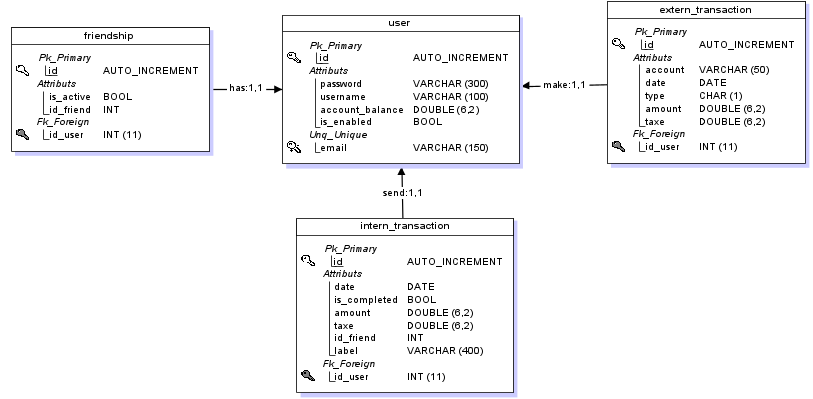 friendship
Pk_Primary
id AUTO_INCREMENT
Attributs
is_active BOOL
id_friend INT
Fk_Foreign
id_user INT (11)
has:1,1
user
Pk_Primary
id AUTO_INCREMENT
Attributs
password VARCHAR (300)
username VARCHAR (100)
account_balance DOUBLE (6,2)
is_enabled BOOL
Unq_Unique
email VARCHAR (150)
make:1,1
extern_transaction
Pk_Primary
id AUTO_INCREMENT
Attributs
account VARCHAR (50)
date DATE
type CHAR (1)
amount DOUBLE (6,2)
taxe DOUBLE (6,2)
Fk_Foreign
id_user INT (11)
send:1,1
intern_transaction
Pk_Primary
id AUTO_INCREMENT
Attributs
date DATE
is_completed BOOL
amount DOUBLE (6,2)
taxe DOUBLE (6,2)
id_friend INT
label VARCHAR (400)
Fk_Foreign
id_user INT (11)